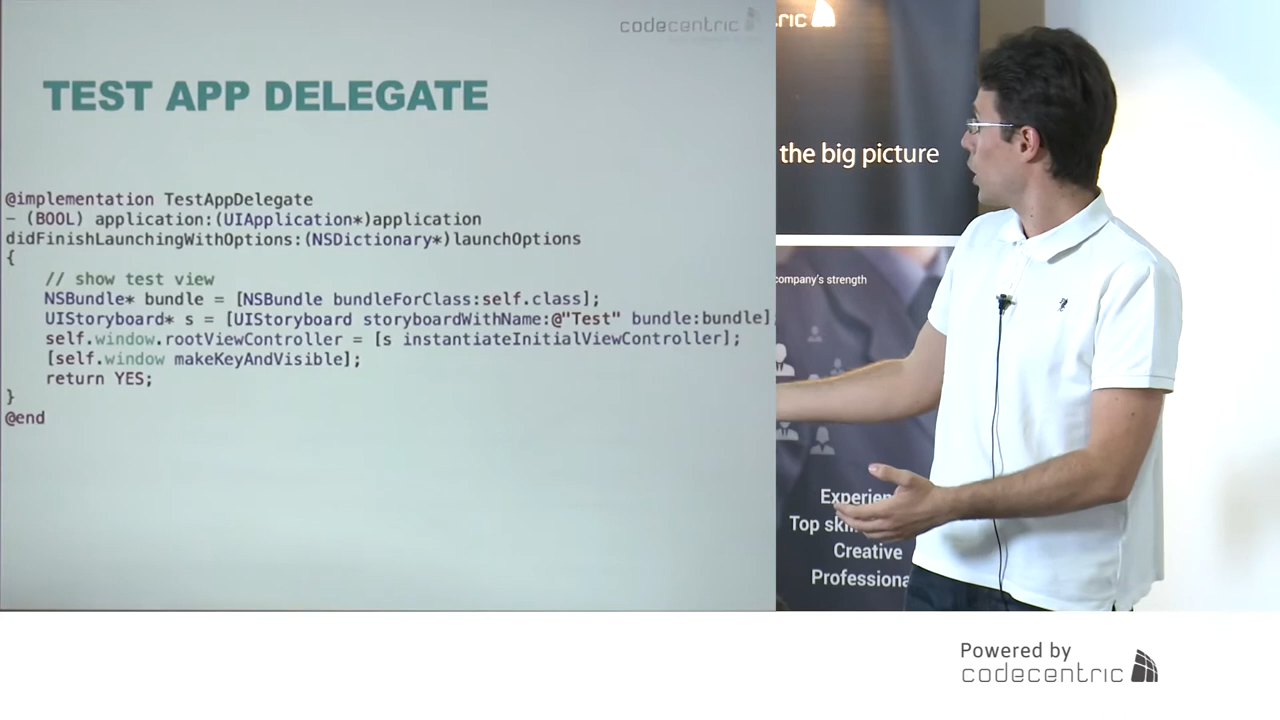 codecentric
TEST APP DELEGATE
@implementation TestAppDelegate
– (BOOL) application:(UIApplication*)application
didFinishLaunchingWithOptions:(NSDictionary*)launchOptions
{
// show test view
NSBundle* bundle = [NSBundle bundleForClass:self.class];
UIStoryboard* s = [UIStoryboard storyboardWithName:@"Test" bundle:bundle];
self.window.rootViewController = [s instantiateInitialViewController];
[self.window makeKeyAndVisible];
return YES;
}
@end
ric
the big picture
company's strength
Top
Creative
Powered by
codecentric